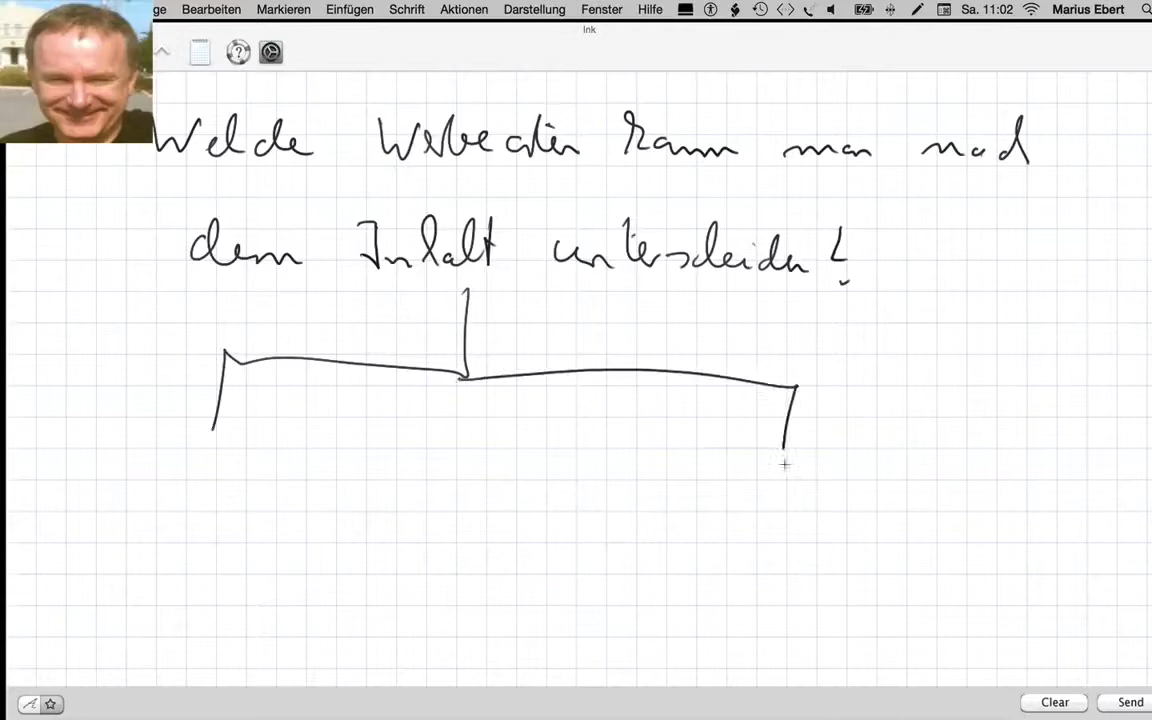 ge Bearbeiten Markieren Einfügen Schrift Aktionen Darstellung Fenster Hilfe Sa. 11:02 Marius Ebert
Ink
Welche Werbearten kann man nach
dem Inhalt unterscheiden?
Clear Send